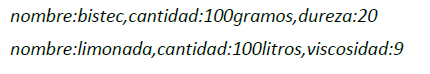 nombre:bistec,cantidad:100gramos,dureza:20
nombre:limonada,cantidad:100litros,viscosidad:9